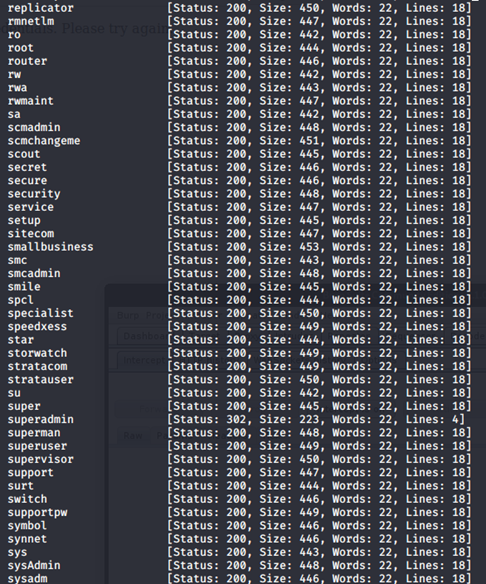 replicator [Status: 200, Size: 450, Words: 22, Lines: 18]
rmnetlm [Status: 200, Size: 447, Words: 22, Lines: 18]
ro [Status: 200, Size: 442, Words: 22, Lines: 18]
root [Status: 200, Size: 444, Words: 22, Lines: 18]
router [Status: 200, Size: 446, Words: 22, Lines: 18]
rw [Status: 200, Size: 442, Words: 22, Lines: 18]
rwa [Status: 200, Size: 443, Words: 22, Lines: 18]
rwmaint [Status: 200, Size: 447, Words: 22, Lines: 18]
sa [Status: 200, Size: 442, Words: 22, Lines: 18]
scmadmin [Status: 200, Size: 448, Words: 22, Lines: 18]
scmchangeme [Status: 200, Size: 451, Words: 22, Lines: 18]
scout [Status: 200, Size: 445, Words: 22, Lines: 18]
secret [Status: 200, Size: 446, Words: 22, Lines: 18]
secure [Status: 200, Size: 446, Words: 22, Lines: 18]
security [Status: 200, Size: 448, Words: 22, Lines: 18]
service [Status: 200, Size: 447, Words: 22, Lines: 18]
setup [Status: 200, Size: 445, Words: 22, Lines: 18]
sitecom [Status: 200, Size: 447, Words: 22, Lines: 18]
smallbusiness [Status: 200, Size: 453, Words: 22, Lines: 18]
smc [Status: 200, Size: 443, Words: 22, Lines: 18]
smcadmin [Status: 200, Size: 448, Words: 22, Lines: 18]
smile [Status: 200, Size: 445, Words: 22, Lines: 18]
spcl [Status: 200, Size: 444, Words: 22, Lines: 18]
specialist [Status: 200, Size: 450, Words: 22, Lines: 18]
speedxess [Status: 200, Size: 449, Words: 22, Lines: 18]
star [Status: 200, Size: 444, Words: 22, Lines: 18]
storwatch [Status: 200, Size: 449, Words: 22, Lines: 18]
stratacom [Status: 200, Size: 449, Words: 22, Lines: 18]
stratauser [Status: 200, Size: 450, Words: 22, Lines: 18]
su [Status: 200, Size: 442, Words: 22, Lines: 18]
super [Status: 200, Size: 445, Words: 22, Lines: 18]
superadmin [Status: 302, Size: 223, Words: 22, Lines: 4]
superman [Status: 200, Size: 448, Words: 22, Lines: 18]
superuser [Status: 200, Size: 449, Words: 22, Lines: 18]
supervisor [Status: 200, Size: 450, Words: 22, Lines: 18]
support [Status: 200, Size: 447, Words: 22, Lines: 18]
surt [Status: 200, Size: 444, Words: 22, Lines: 18]
switch [Status: 200, Size: 446, Words: 22, Lines: 18]
supportpw [Status: 200, Size: 449, Words: 22, Lines: 18]
symbol [Status: 200, Size: 446, Words: 22, Lines: 18]
synnet [Status: 200, Size: 446, Words: 22, Lines: 18]
sys [Status: 200, Size: 443, Words: 22, Lines: 18]
sysAdmin [Status: 200, Size: 448, Words: 22, Lines: 18]
sysadm [Status: 200, Size: 446, Words: 22, Lines: 18]
Please try again